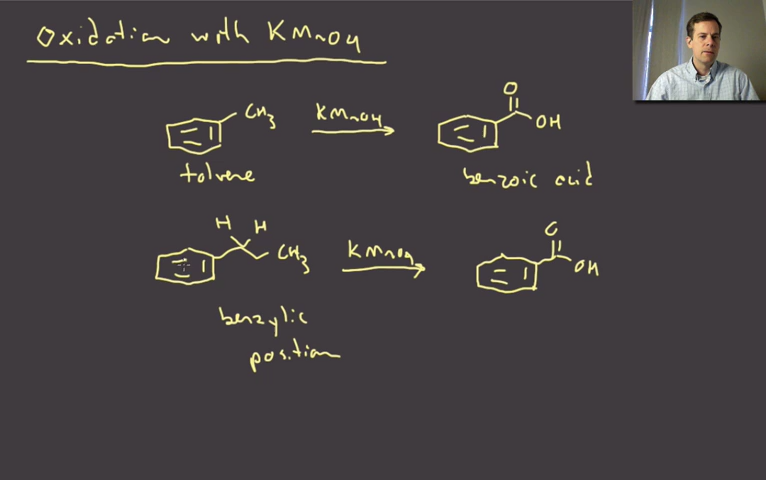 Oxidation with KMnO4
CH3 KMnO4 O OH
toluene benzoic acid
H H CH3 KMnO4 O OH
benzylic
position